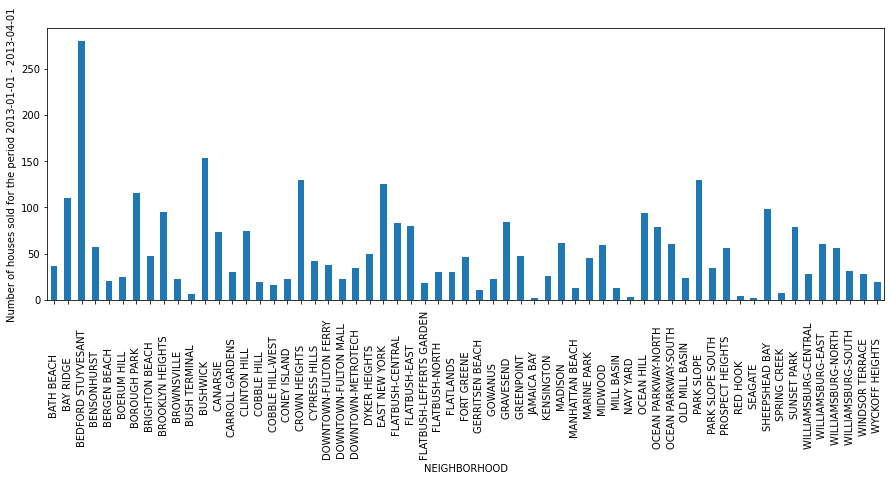 Number of houses sold for the period 2013-01-01 - 2013-04-01
250
200
150
100
50
0
BATH BEACH
BAY RIDGE
BEDFORD STUYVESANT
BENSONHURST
BERGEN BEACH
BOERUM HILL
BOROUGH PARK
BRIGHTON BEACH
BROOKLYN HEIGHTS
BROWNSVILLE
BUSH TERMINAL
BUSHWICK
CANARSIE
CARROLL GARDENS
CLINTON HILL
COBBLE HILL
COBBLE HILL-WEST
CONEY ISLAND
CROWN HEIGHTS
CYPRESS HILLS
DOWNTOWN-FULTON FERRY
DOWNTOWN-FULTON MALL
DOWNTOWN-METROTECH
DYKER HEIGHTS
EAST NEW YORK
FLATBUSH-CENTRAL
FLATBUSH-EAST
FLATBUSH-LEFFERTS GARDEN
FLATBUSH-NORTH
FLATLANDS
FORT GREENE
GERRITSEN BEACH
GOWANUS
GRAVESEND
GREENPOINT
JAMAICA BAY
KENSINGTON
MADISON
MANHATTAN BEACH
MARINE PARK
MIDWOOD
MILL BASIN
NAVY YARD
OCEAN HILL
OCEAN PARKWAY-NORTH
OCEAN PARKWAY-SOUTH
OLD MILL BASIN
PARK SLOPE
PARK SLOPE SOUTH
PROSPECT HEIGHTS
RED HOOK
SEAGATE
SHEEPSHEAD BAY
SPRING CREEK
SUNSET PARK
WILLIAMSBURG-CENTRAL
WILLIAMSBURG-EAST
WILLIAMSBURG-NORTH
WILLIAMSBURG-SOUTH
WINDSOR TERRACE
WYCKOFF HEIGHTS
NEIGHBORHOOD